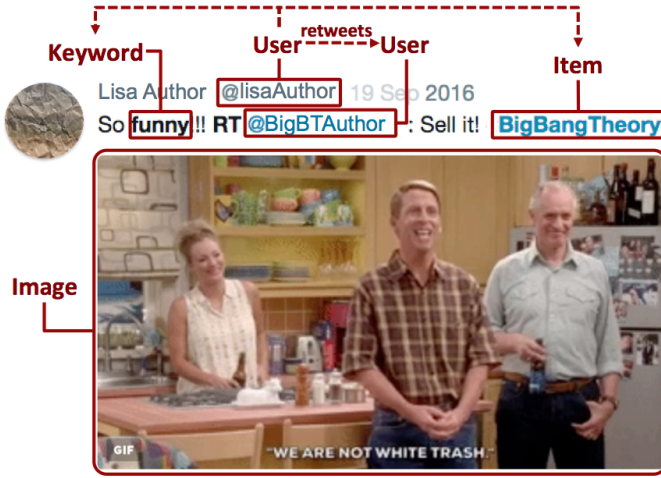 retweets
Keyword User User Item
Lisa Author @lisaAuthor 19 Sep 2016
So funny!! RT @BigBTAuthor : Sell it! BigBangTheory
Image
GIF
"WE ARE NOT WHITE TRASH."